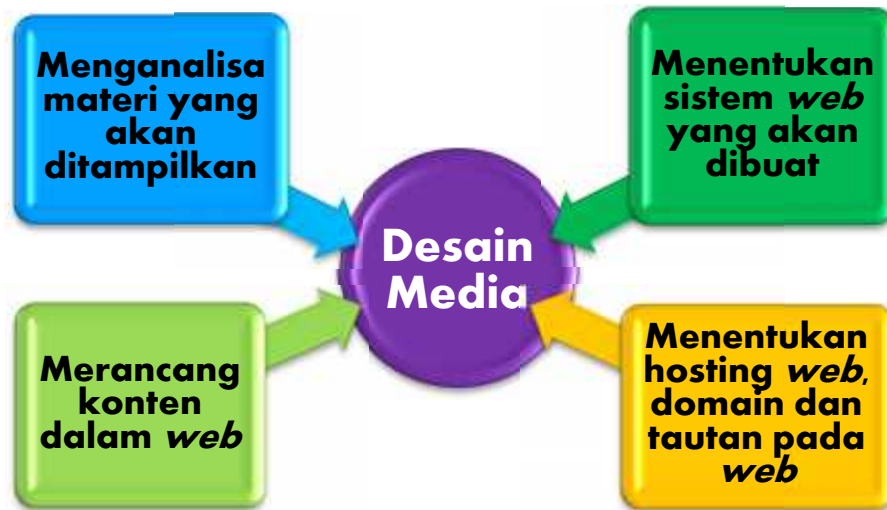 Menganalisa
materi yang
akan
ditampilkan
Menentukan
sistem web
yang akan
dibuat
Desain
Media
Merancang
konten
dalam web
Menentukan
hosting web,
domain dan
tautan pada
web